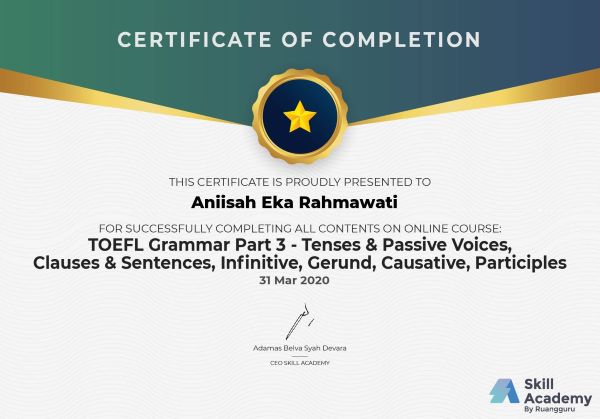 CERTIFICATE OF COMPLETION
THIS CERTIFICATE IS PROUDLY PRESENTED TO
Aniisah Eka Rahmawati
FOR SUCCESSFULLY COMPLETING ALL CONTENTS ON ONLINE COURSE:
TOEFL Grammar Part 3 - Tenses & Passive Voices,
Clauses & Sentences, Infinitive, Gerund, Causative, Participles
31 Mar 2020
Adamas Belva Syah Devara
CEO SKILL ACADEMY
Skill
Academy
By Ruangguru